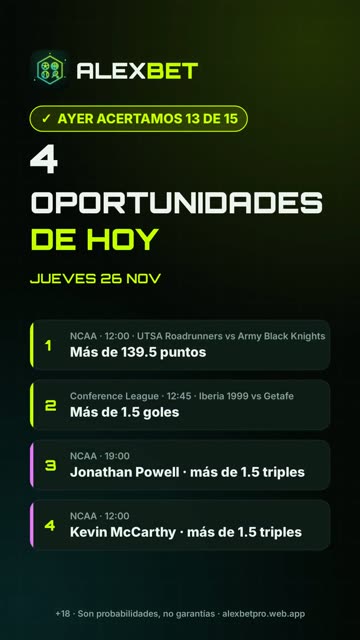 ALEXBET
✓ AYER ACERTAMOS 13 DE 15
4
OPORTUNIDADES
DE HOY
JUEVES 26 NOV
1
NCAA · 12:00 · UTSA Roadrunners vs Army Black Knights
Más de 139.5 puntos
2
Conference League · 12:45 · Iberia 1999 vs Getafe
Más de 1.5 goles
3
NCAA · 19:00
Jonathan Powell · más de 1.5 triples
4
NCAA · 12:00
Kevin McCarthy · más de 1.5 triples
+18 · Son probabilidades, no garantías · alexbetpro.web.app